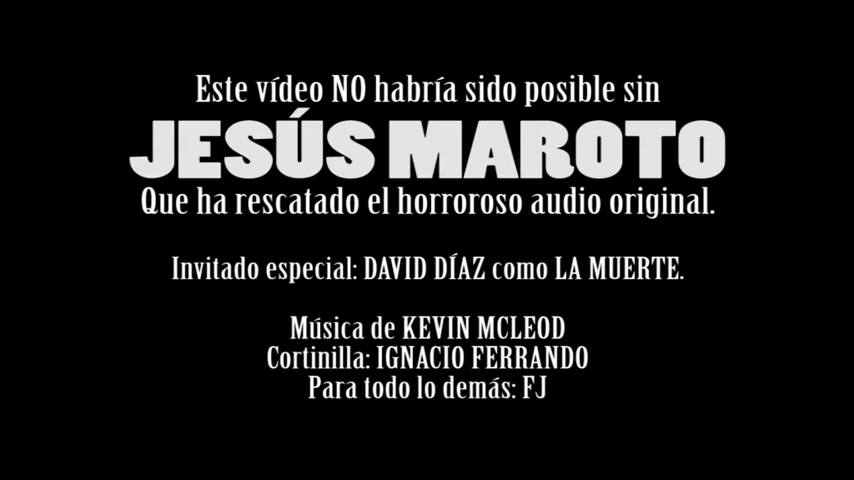 Este vídeo NO habría sido posible sin
JESÚS MAROTO
Que ha rescatado el horroroso audio original.
Invitado especial: DAVID DÍAZ como LA MUERTE.
Música de KEVIN MCLEOD
Cortinilla: IGNACIO FERRANDO
Para todo lo demás: FJ